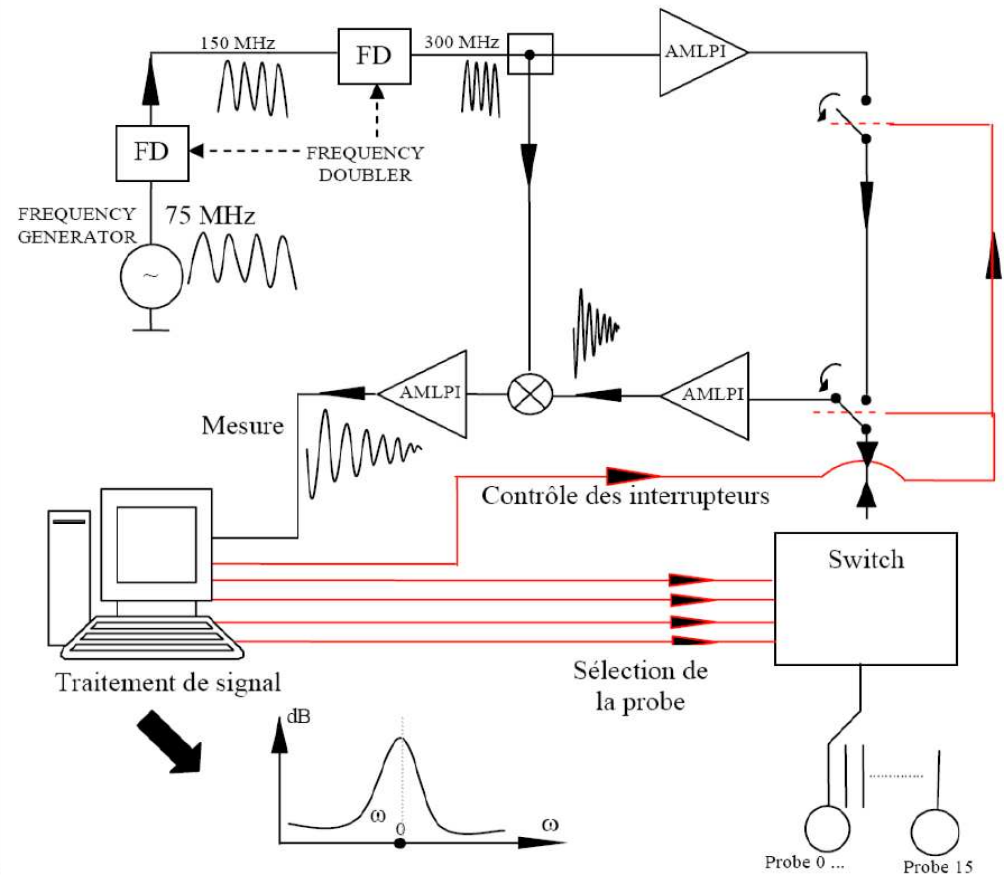 150 MHz
FD
300 MHz
AMLPI
FD
FREQUENCY
DOUBLER
FREQUENCY
GENERATOR
75 MHz
~
AMLPI
AMLPI
Mesure
Contrôle des interrupteurs
Switch
Traitement de signal
Sélection de
la probe
dB
ω
0
ω
Probe 0 ...
Probe 15